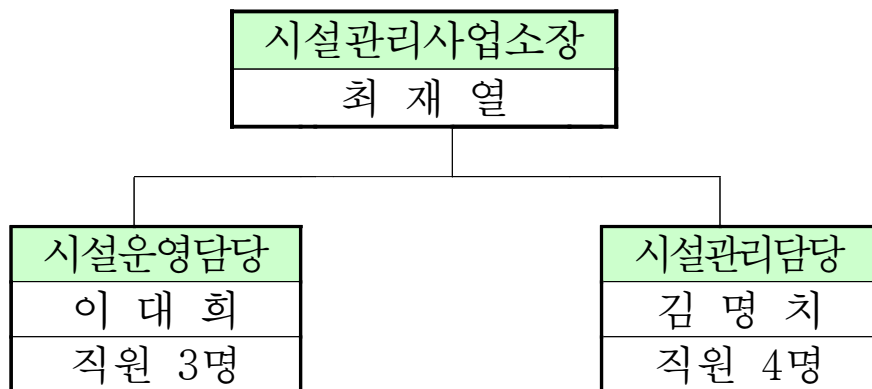 시설관리사업소장
최 재 열
시설운영담당
이 대 희
직원 3명
시설관리담당
김 명 치
직원 4명